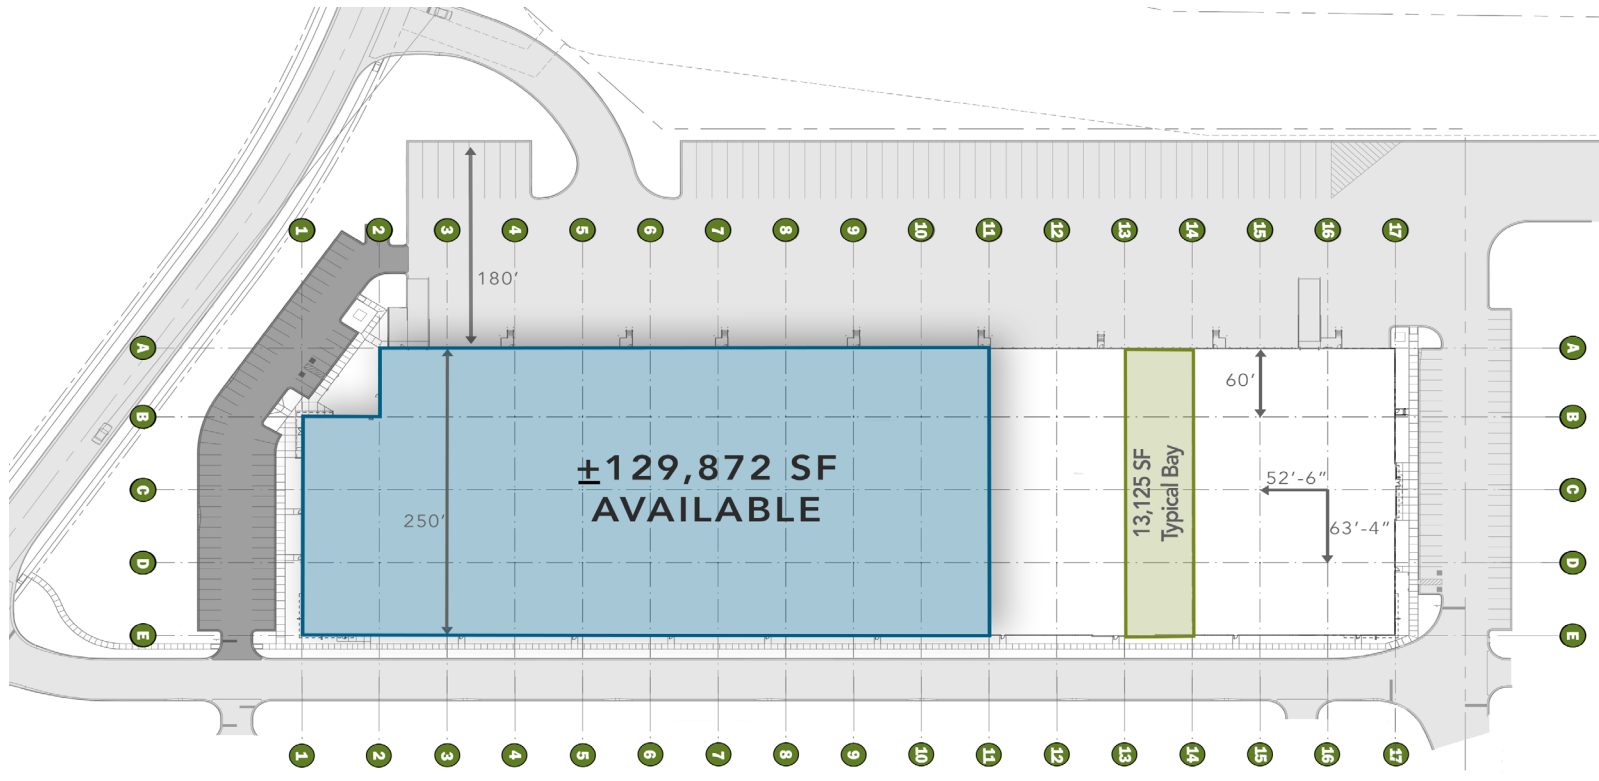 1 2 3 4 5 6 7 8 9 10 11 12 13 14 15 16 17
180’
A A
60’
B B
±129,872 SF
AVAILABLE
13,125 SF
Typical Bay
52’-6”
C C
250’
63’-4”
D D
E E
1 2 3 4 5 6 7 8 9 10 11 12 13 14 15 16 17